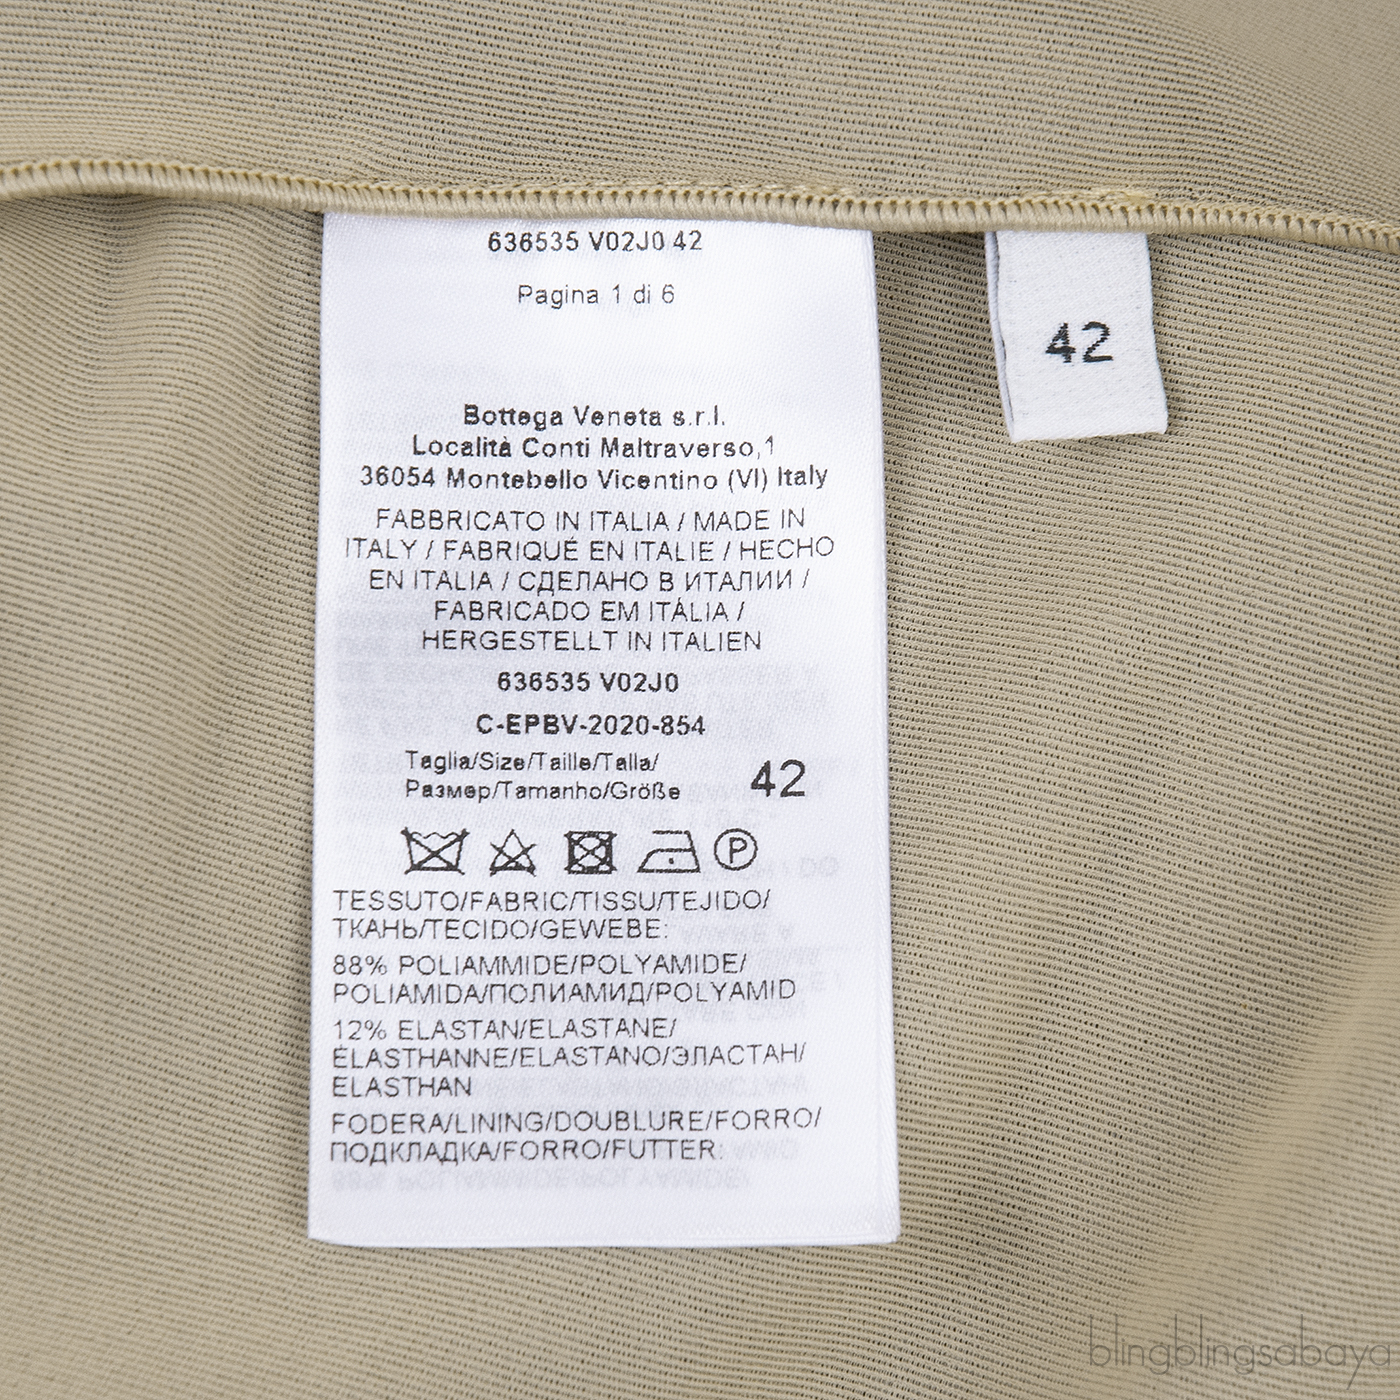 636535 V02J0 42
Pagina 1 di 6
42
Bottega Veneta s.r.l.
Località Conti Maltraverso,1
36054 Montebello Vicentino (VI) Italy
FABBRICATO IN ITALIA / MADE IN
ITALY / FABRIQUÉ EN ITALIE / HECHO
EN ITALIA / СДЕЛАНО В ИТАЛИИ /
FABRICADO EM ITÁLIA /
HERGESTELLT IN ITALIEN
636535 V02J0
C-EPBV-2020-854
Taglia/Size/Taille/Talla/
Размер/Tamanho/Größe 42
P
TESSUTO/FABRIC/TISSU/TEJIDO/
ТКАНЬ/TECIDO/GEWEBE:
88% POLIAMMIDE/POLYAMIDE/
POLIAMIDA/ПОЛИАМИД/POLYAMID
12% ELASTAN/ELASTANE/
ÉLASTHANNE/ELASTANO/ЭЛАСТАН/
ELASTHAN
FODERA/LINING/DOUBLURE/FORRO/
ПОДКЛАДКА/FORRO/FUTTER:
blingblingsabaya